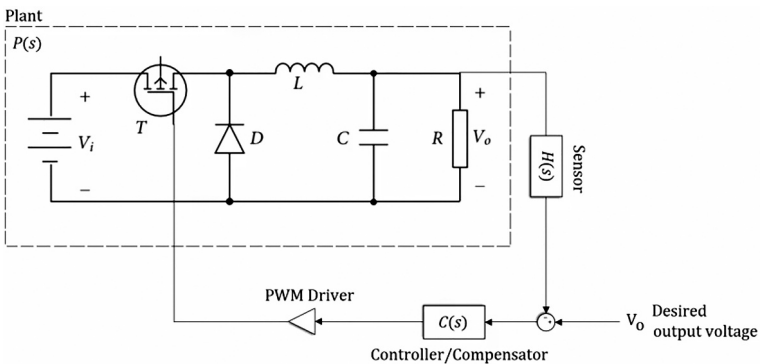 Plant
P(s)
+
L
+
T
V_i
D
C
R
V_o
−
−
H(s)
Sensor
PWM Driver
C(s)
-
+
V_O
Desired
output voltage
Controller/Compensator